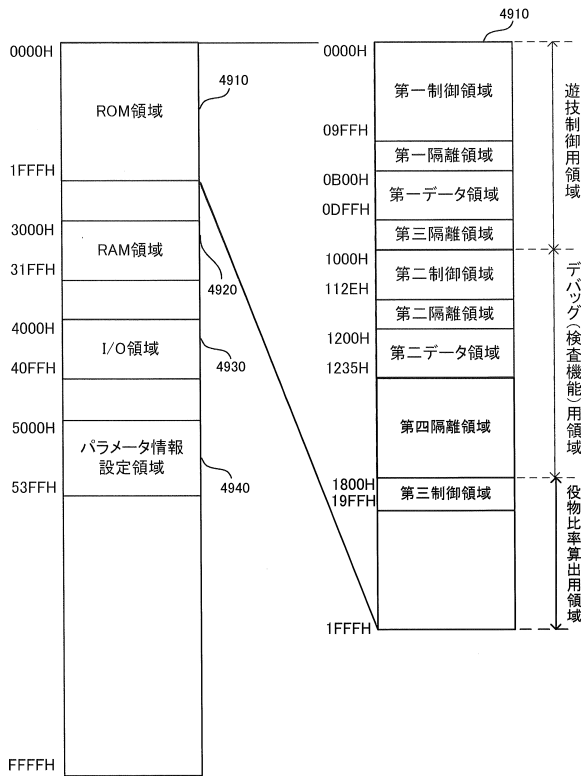 0000H
ROM領域
4910
1FFFH
3000H
RAM領域
31FFH
4920
4000H
I/O領域
40FFH
4930
5000H
パラメータ情報
設定領域
53FFH
4940
FFFFH
4910
0000H
第一制御領域
09FFH
第一隔離領域
0B00H
第一データ領域
0DFFH
第三隔離領域
1000H
第二制御領域
112EH
第二隔離領域
1200H
第二データ領域
1235H
第四隔離領域
1800H
19FFH
第三制御領域
1FFFH
遊技制御用領域
デバッグ(検査機能)用領域
役物比率算出用領域